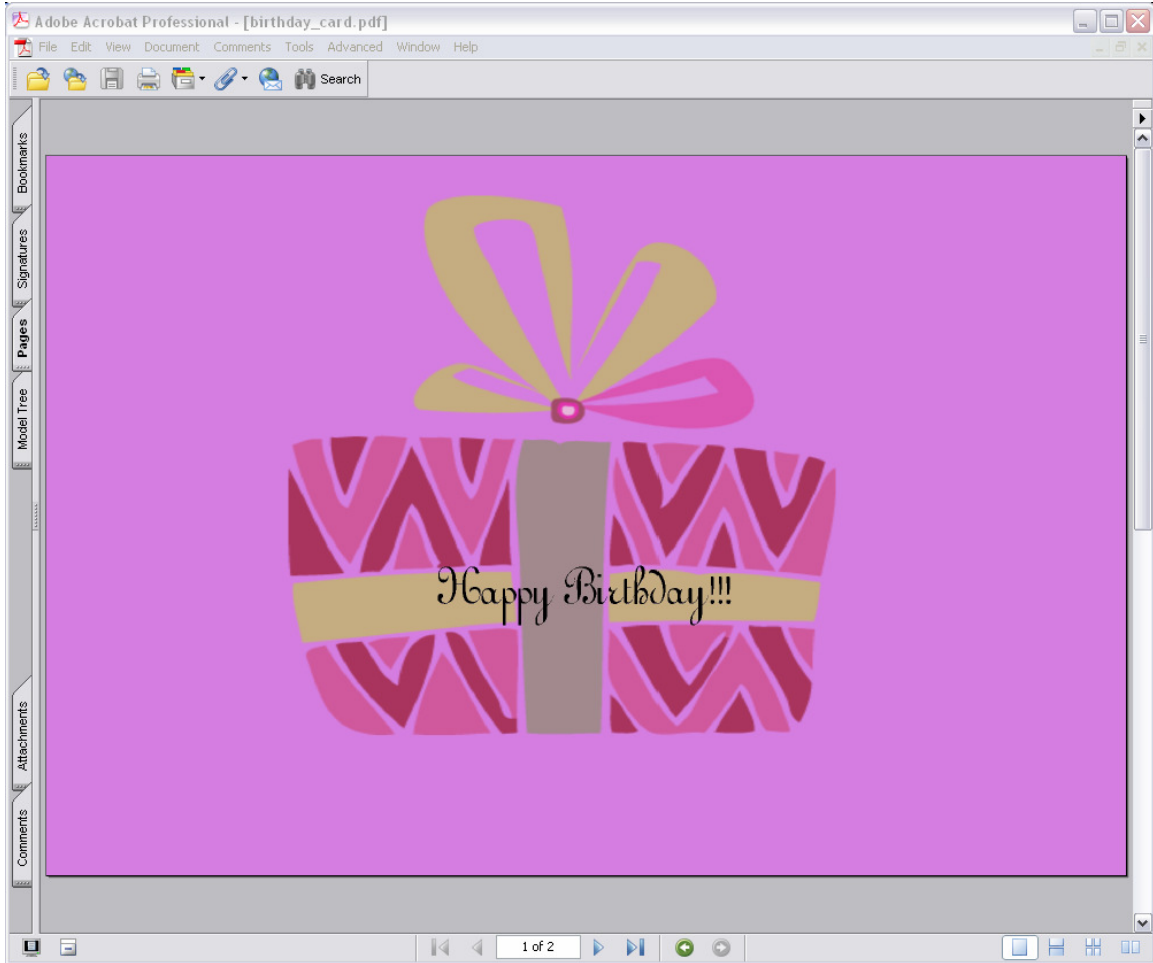 Adobe Acrobat Professional - [birthday_card.pdf]
File Edit View Document Comments Tools Advanced Window Help
Search
Bookmarks
Signatures
Pages
Model Tree
Happy Birthday!!!
Attachments
Comments
1 of 2